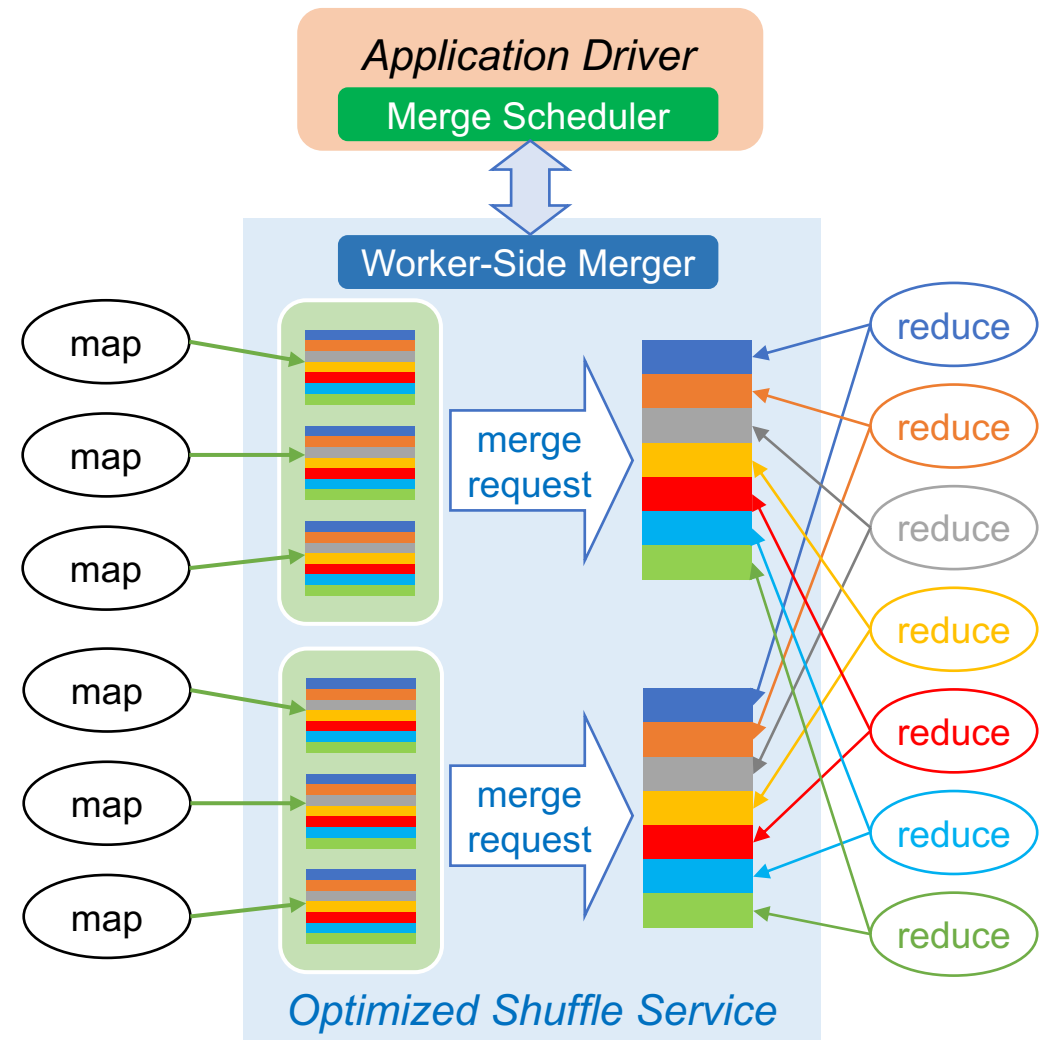 Application Driver
Merge Scheduler
Worker-Side Merger
map
map
map
map
map
map
merge
request
merge
request
reduce
reduce
reduce
reduce
reduce
reduce
reduce
Optimized Shuffle Service